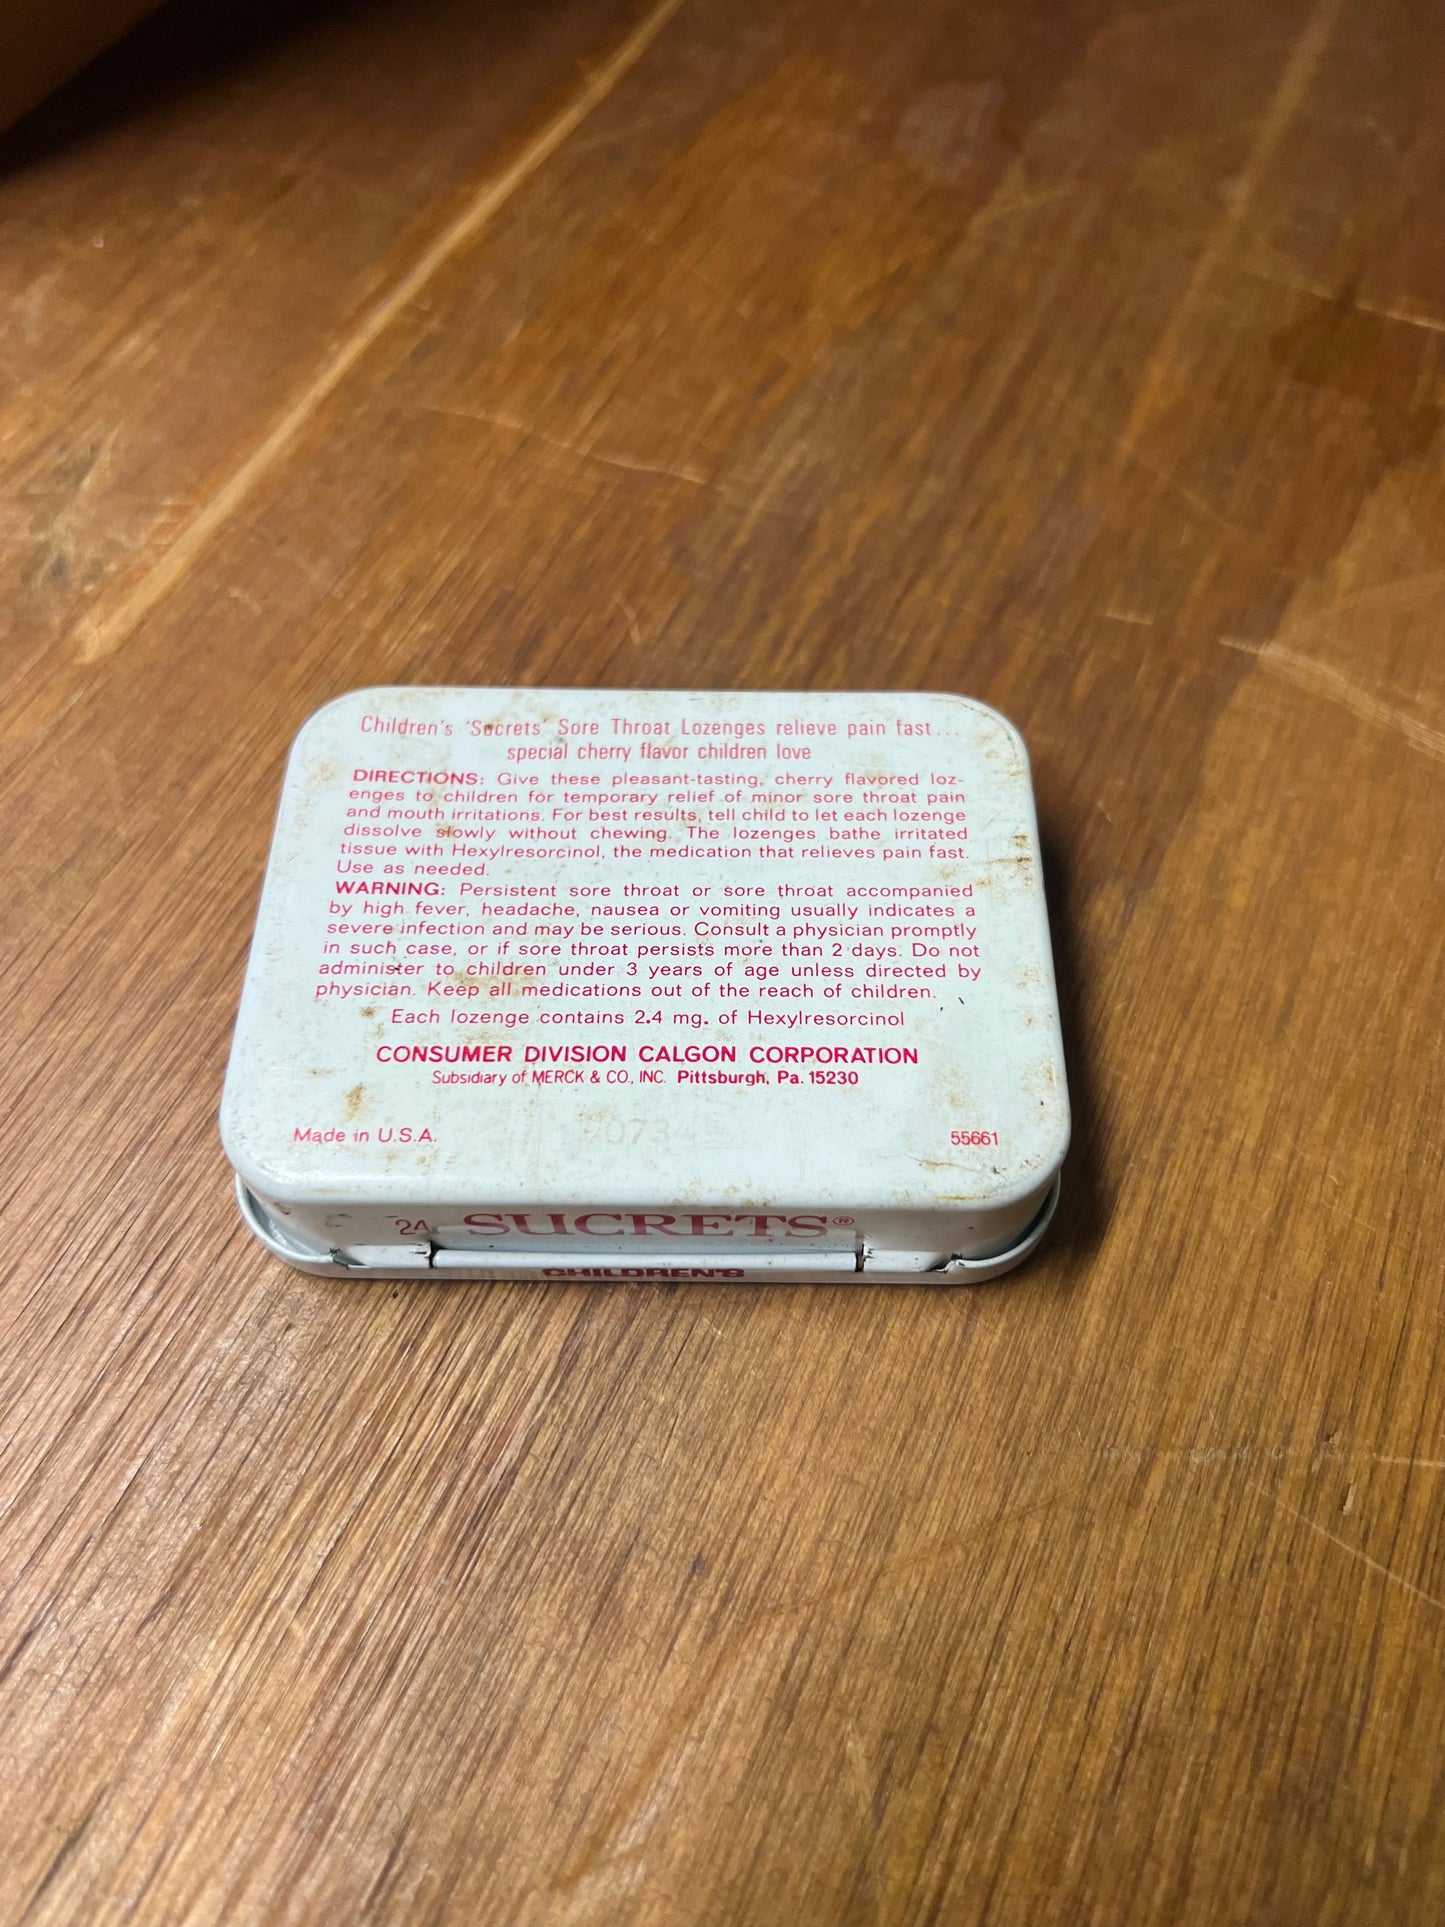 Children's 'Sucrets' Sore Throat Lozenges relieve pain fast...
special cherry flavor children love
DIRECTIONS: Give these pleasant-tasting, cherry flavored loz-
enges to children for temporary relief of minor sore throat pain
and mouth irritations. For best results, tell child to let each lozenge
dissolve slowly without chewing. The lozenges bathe irritated
tissue with Hexylresorcinol, the medication that relieves pain fast.
Use as needed.
WARNING: Persistent sore throat or sore throat accompanied
by high fever, headache, nausea or vomiting usually indicates a
severe infection and may be serious. Consult a physician promptly
in such case, or if sore throat persists more than 2 days. Do not
administer to children under 3 years of age unless directed by
physician. Keep all medications out of the reach of children.
Each lozenge contains 2.4 mg. of Hexylresorcinol
CONSUMER DIVISION CALGON CORPORATION
Subsidiary of MERCK & CO., INC. Pittsburgh, Pa. 15230
Made in U.S.A. 55661
24 SUCRETS®
CHILDREN'S